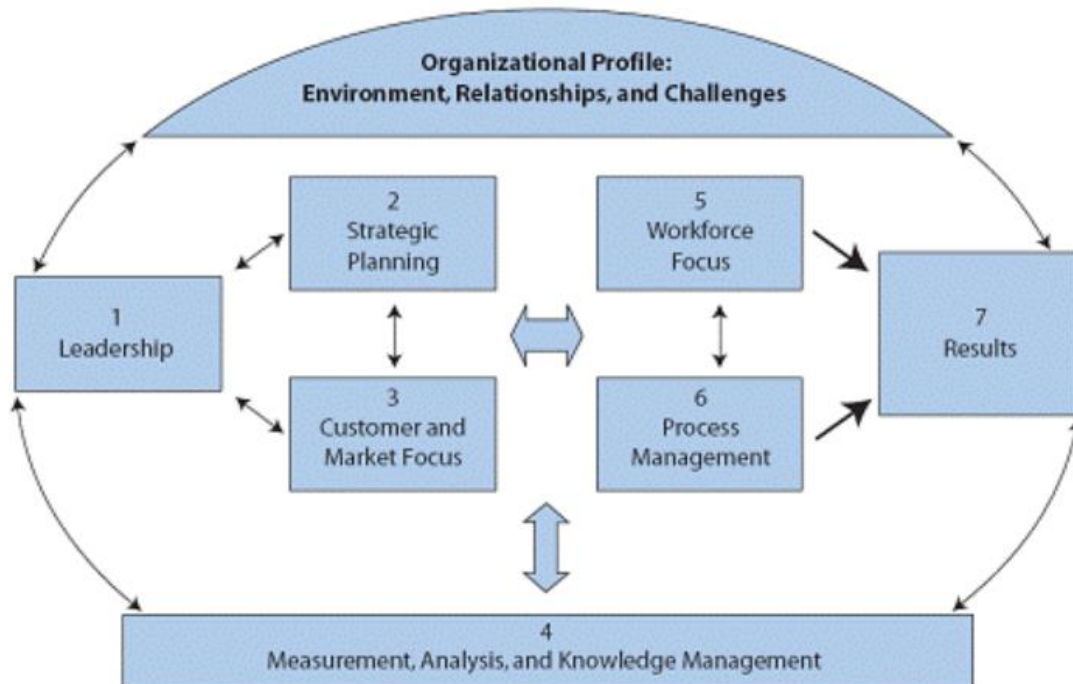 Organizational Profile:
Environment, Relationships, and Challenges
2
Strategic
Planning
5
Workforce
Focus
1
Leadership
7
Results
3
Customer and
Market Focus
6
Process
Management
4
Measurement, Analysis, and Knowledge Management